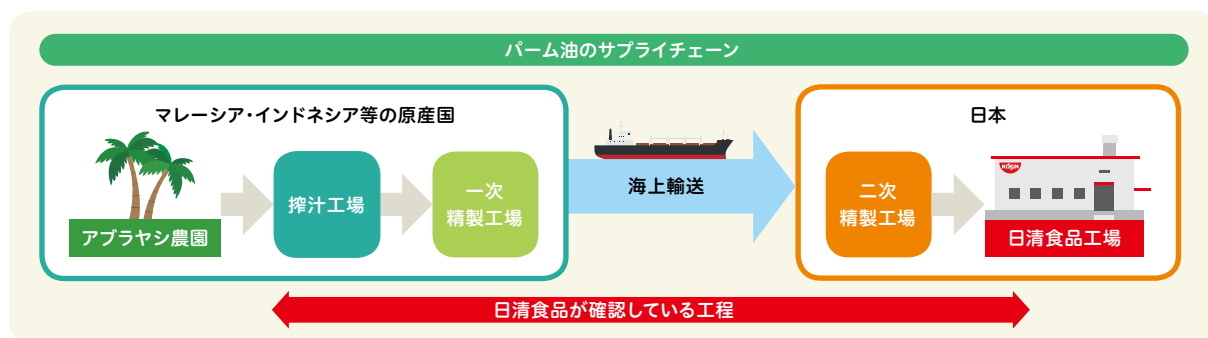 パーム油のサプライチェーン
マレーシア・インドネシア等の原産国
アブラヤシ農園
搾汁工場
一次
精製工場
海上輸送
日本
二次
精製工場
NISSIN
日清食品工場
日清食品が確認している工程